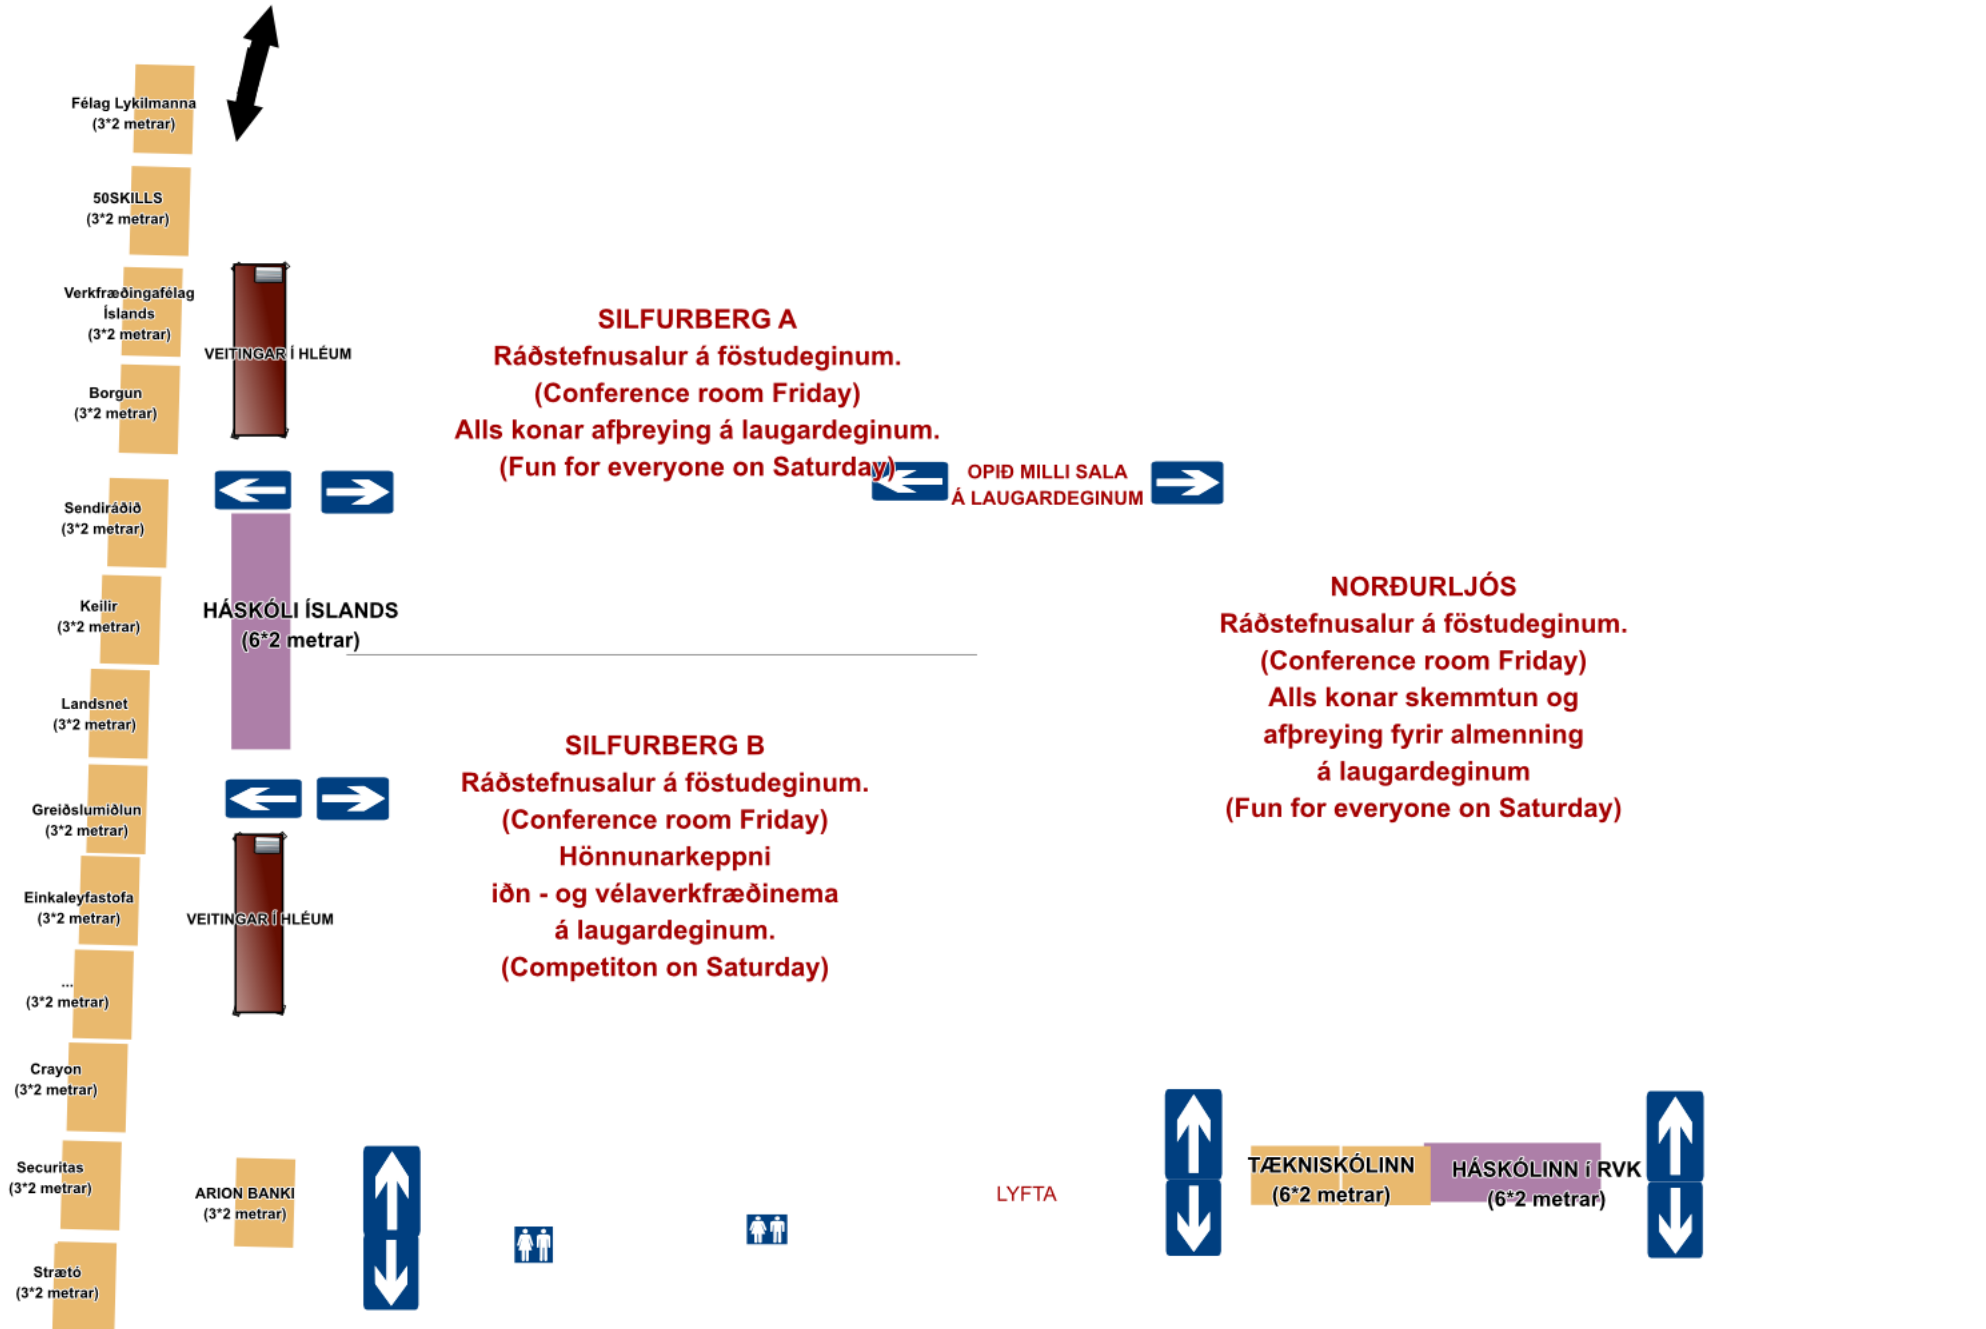 Félag Lykilmanna
(3*2 metrar)
50SKILLS
(3*2 metrar)
Verkfræðingafélag
Íslands
(3*2 metrar)
Borgun
(3*2 metrar)
Sendiráðið
(3*2 metrar)
Keilir
(3*2 metrar)
Landsnet
(3*2 metrar)
Greiðslumiðlun
(3*2 metrar)
Einkaleyfastofa
(3*2 metrar)
...
(3*2 metrar)
Crayon
(3*2 metrar)
Securitas
(3*2 metrar)
Strætó
(3*2 metrar)
VEITINGAR Í HLÉUM
HÁSKÓLI ÍSLANDS
(6*2 metrar)
VEITINGAR Í HLÉUM
ARION BANKI
(3*2 metrar)
SILFURBERG A
Ráðstefnusalur á föstudeginum.
(Conference room Friday)
Alls konar afþreying á laugardeginum.
(Fun for everyone on Saturday)
OPIÐ MILLI SALA
Á LAUGARDEGINUM
SILFURBERG B
Ráðstefnusalur á föstudeginum.
(Conference room Friday)
Hönnunarkeppni
iðn - og vélaverkfræðinema
á laugardeginum.
(Competiton on Saturday)
NORÐURLJÓS
Ráðstefnusalur á föstudeginum.
(Conference room Friday)
Alls konar skemmtun og
afþreying fyrir almenning
á laugardeginum
(Fun for everyone on Saturday)
LYFTA
TÆKNISKÓLINN
(6*2 metrar)
HÁSKÓLINN í RVK
(6*2 metrar)